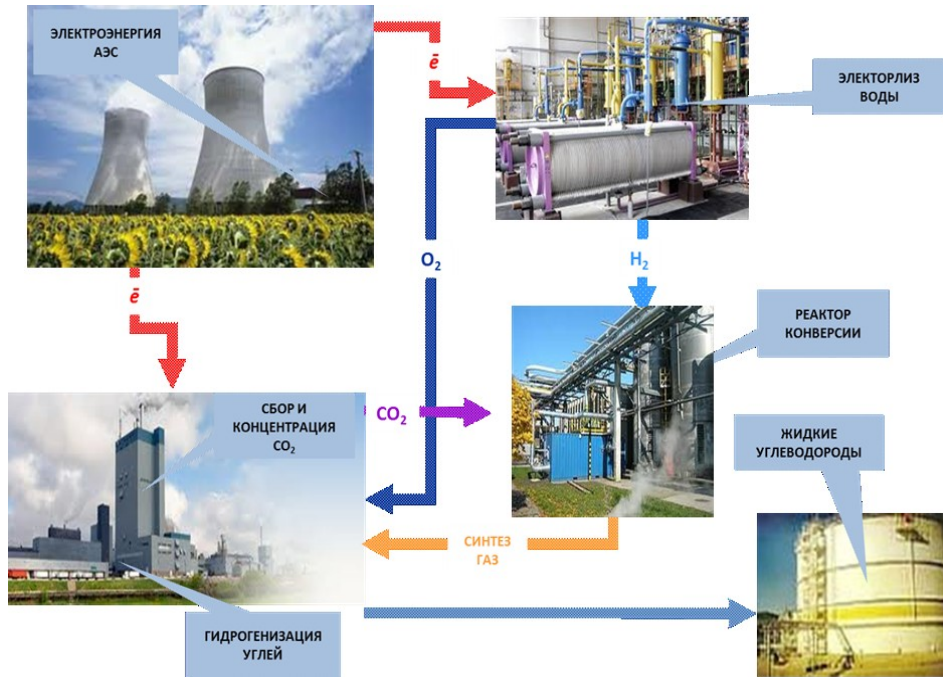 ЭЛЕКТРОЭНЕРГИЯ
АЭС
ē
ЭЛЕКТОРЛИЗ
ВОДЫ
O₂
H₂
ē
РЕАКТОР
КОНВЕРСИИ
СБОР И
КОНЦЕНТРАЦИЯ
CO₂
CO₂
ЖИДКИЕ
УГЛЕВОДОРОДЫ
СИНТЕЗ
ГАЗ
ГИДРОГЕНИЗАЦИЯ
УГЛЕЙ